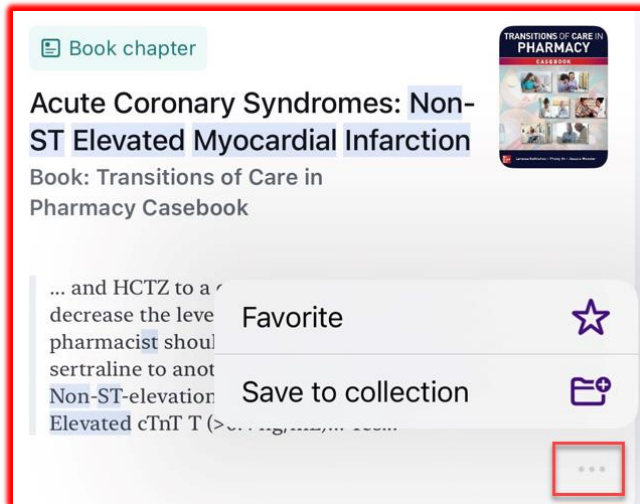 Book chapter
TRANSITIONS OF CARE IN
PHARMACY
CASEBOOK
Acute Coronary Syndromes: Non-
ST Elevated Myocardial Infarction
Book: Transitions of Care in
Pharmacy Casebook
... and HCTZ to a
decrease the leve
pharmacist shoul
sertraline to anot
Non-ST-elevation
Elevated cTnT T
Favorite
Save to collection
...